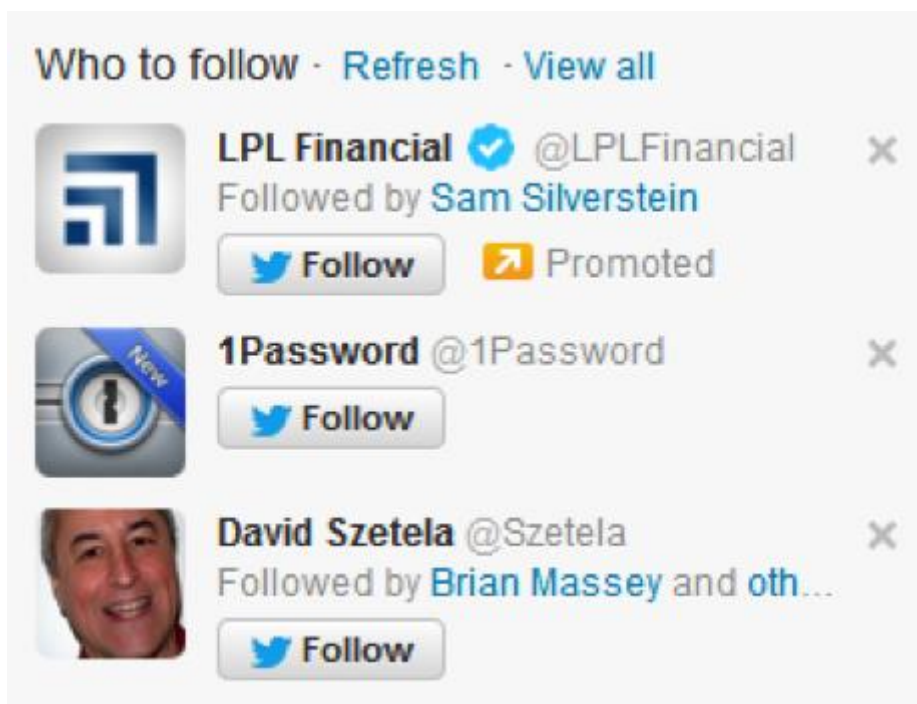 Who to follow · Refresh · View all
LPL Financial @LPLFinancial
Followed by Sam Silverstein
Follow Promoted
New
1Password @1Password
Follow
David Szetela @Szetela
Followed by Brian Massey and oth...
Follow